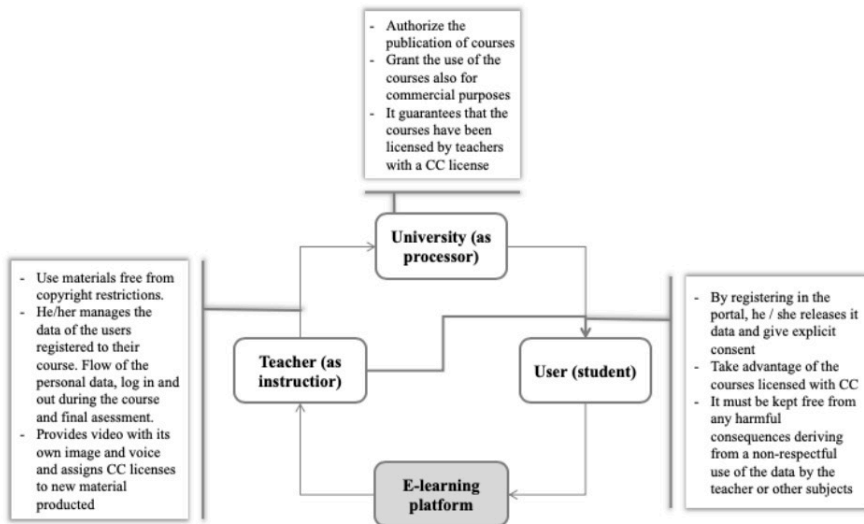 - Authorize the
publication of courses
- Grant the use of the
courses also for
commercial purposes
- It guarantees that the
courses have been
licensed by teachers
with a CC license
University (as
processor)
- Use materials free from
copyright restrictions.
- He/her manages the
data of the users
registered to their
course. Flow of the
personal data, log in and
out during the course
and final asessment.
- Provides video with its
own image and voice
and assigns CC licenses
to new material
producted
Teacher (as
instructior)
User (student)
- By registering in the
portal, he / she releases it
data and give explicit
consent
- Take advantage of the
courses licensed with CC
- It must be kept free from
any harmful
consequences deriving
from a non-respectful
use of the data by the
teacher or other subjects
E-learning
platform